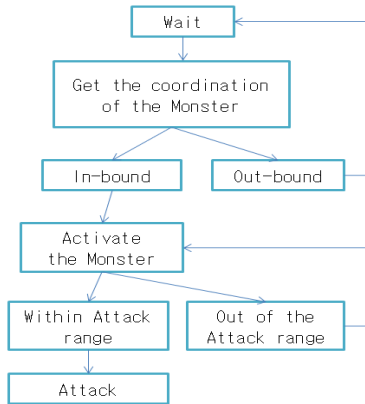 Wait
Get the coordination
of the Monster
In-bound
Out-bound
Activate
the Monster
Within Attack
range
Out of the
Attack range
Attack